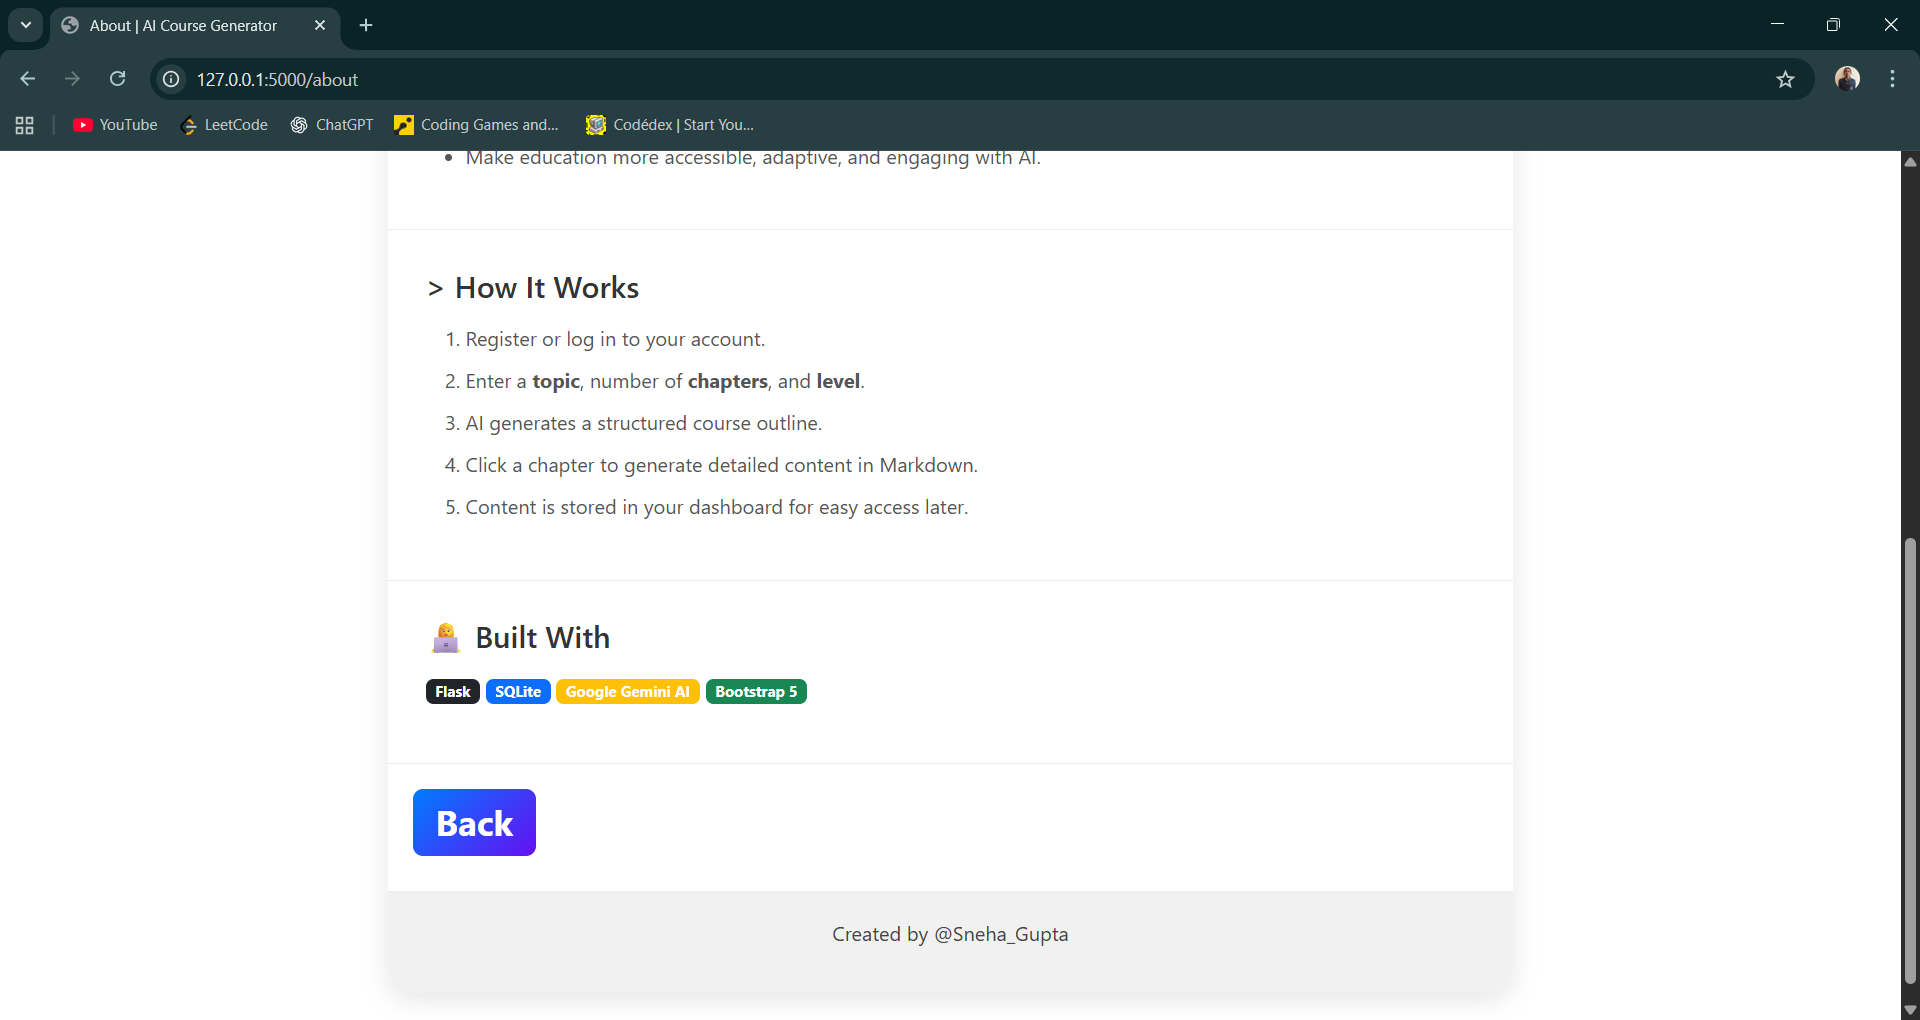 About | AI Course Generator
127.0.0.1:5000/about
YouTube
LeetCode
ChatGPT
Coding Games and...
Codédex | Start You...
• Make education more accessible, adaptive, and engaging with AI.
> How It Works
1. Register or log in to your account.
2. Enter a topic, number of chapters, and level.
3. AI generates a structured course outline.
4. Click a chapter to generate detailed content in Markdown.
5. Content is stored in your dashboard for easy access later.
Built With
Flask SQLite Google Gemini AI Bootstrap 5
Back
Created by @Sneha_Gupta